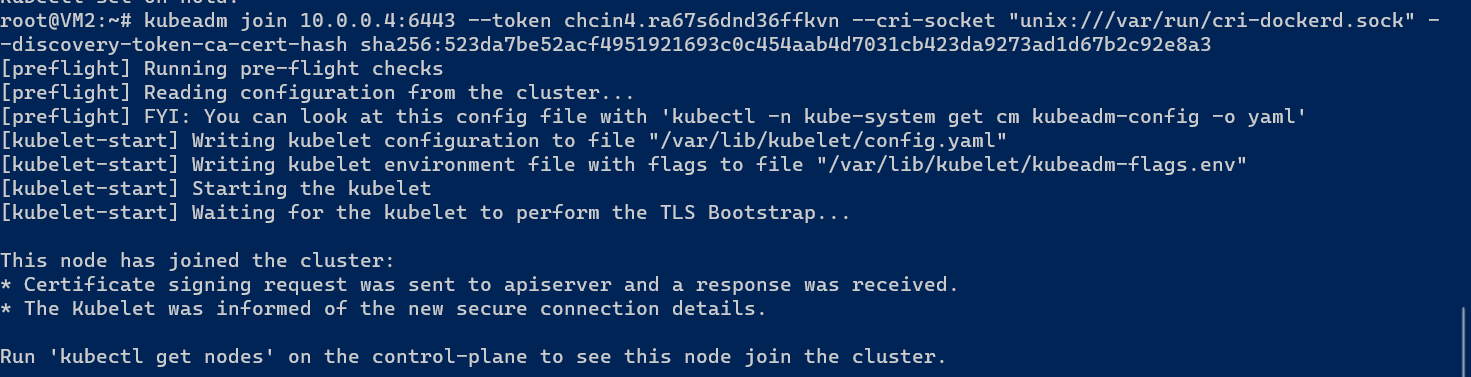 root@VM2:~# kubeadm join 10.0.0.4:6443 --token chcin4.ra67s6dnd36ffkvn --cri-socket "unix:///var/run/cri-dockerd.sock" -
-discovery-token-ca-cert-hash sha256:523da7be52acf4951921693c0c454aab4d7031cb423da9273ad1d67b2c92e8a3
[preflight] Running pre-flight checks
[preflight] Reading configuration from the cluster...
[preflight] FYI: You can look at this config file with 'kubectl -n kube-system get cm kubeadm-config -o yaml'
[kubelet-start] Writing kubelet configuration to file "/var/lib/kubelet/config.yaml"
[kubelet-start] Writing kubelet environment file with flags to file "/var/lib/kubelet/kubeadm-flags.env"
[kubelet-start] Starting the kubelet
[kubelet-start] Waiting for the kubelet to perform the TLS Bootstrap...
This node has joined the cluster:
* Certificate signing request was sent to apiserver and a response was received.
* The Kubelet was informed of the new secure connection details.
Run 'kubectl get nodes' on the control-plane to see this node join the cluster.